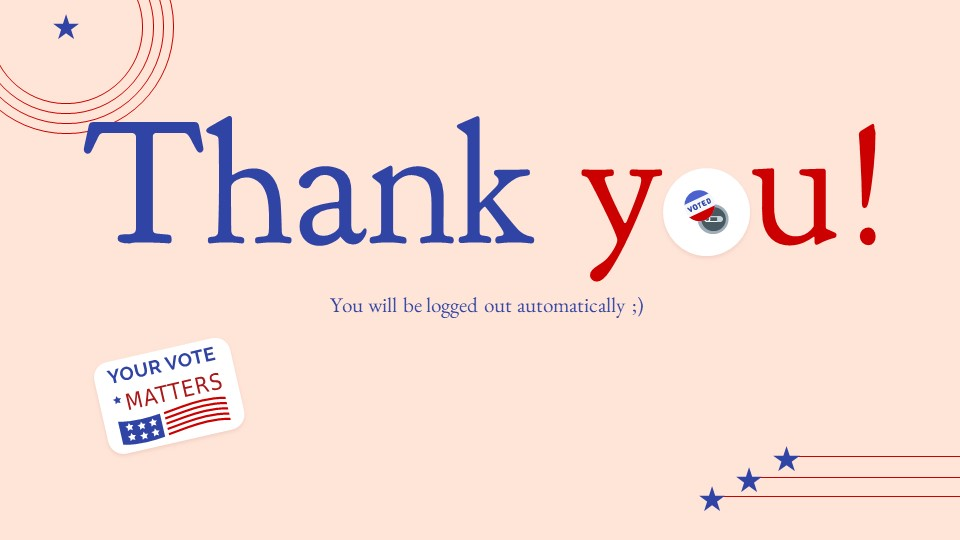 Thank you!
VOTED
You will be logged out automatically ;)
YOUR VOTE
MATTERS